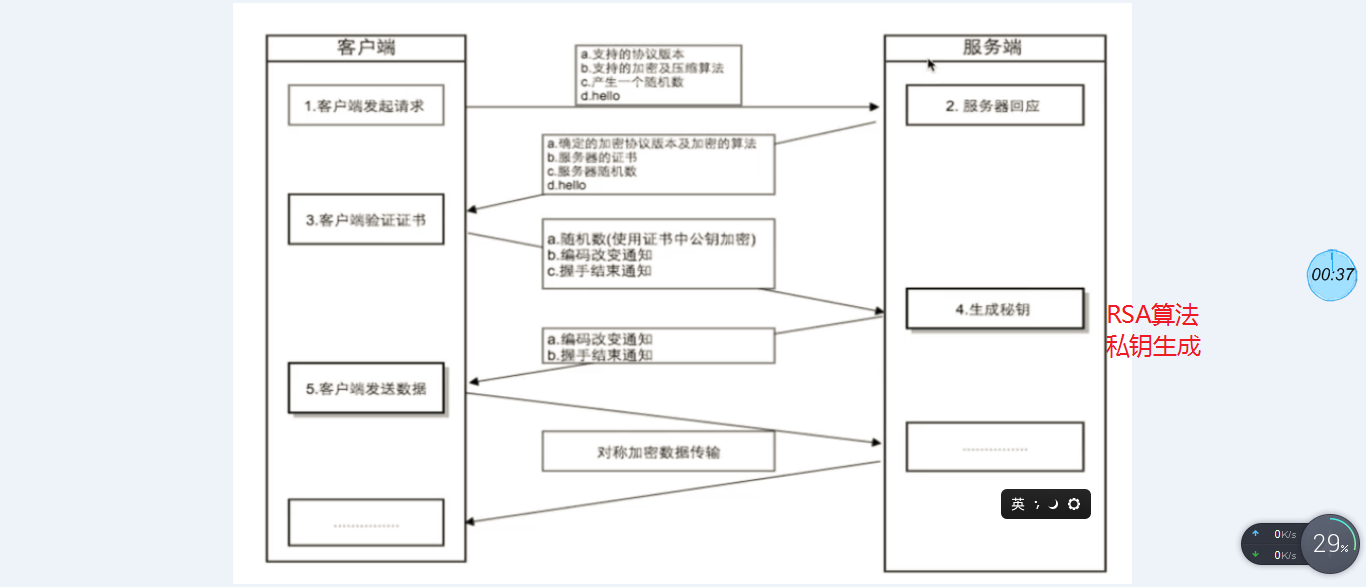 客户端
服务端
a.支持的协议版本
b.支持的加密及压缩算法
c.产生一个随机数
d.hello
1.客户端发起请求
2. 服务器回应
a.确定的加密协议版本及加密的算法
b.服务器的证书
c.服务器随机数
d.hello
3.客户端验证证书
a.随机数(使用证书中公钥加密)
b.编码改变通知
c.握手结束通知
00:37
4.生成秘钥
RSA算法
私钥生成
a.编码改变通知
b.握手结束通知
5.客户端发送数据
对称加密数据传输
...............
英
...............
0K/s
0K/s
29%